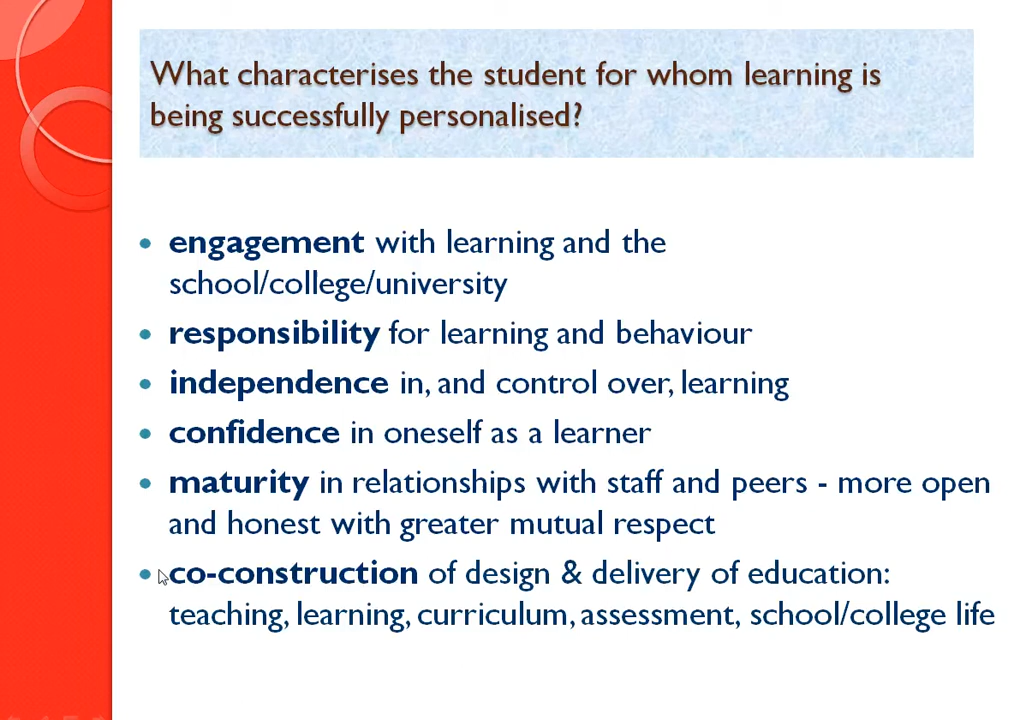 What characterises the student for whom learning is
being successfully personalised?
• engagement with learning and the
school/college/university
• responsibility for learning and behaviour
• independence in, and control over, learning
• confidence in oneself as a learner
• maturity in relationships with staff and peers - more open
and honest with greater mutual respect
• co-construction of design & delivery of education:
teaching, learning, curriculum, assessment, school/college life